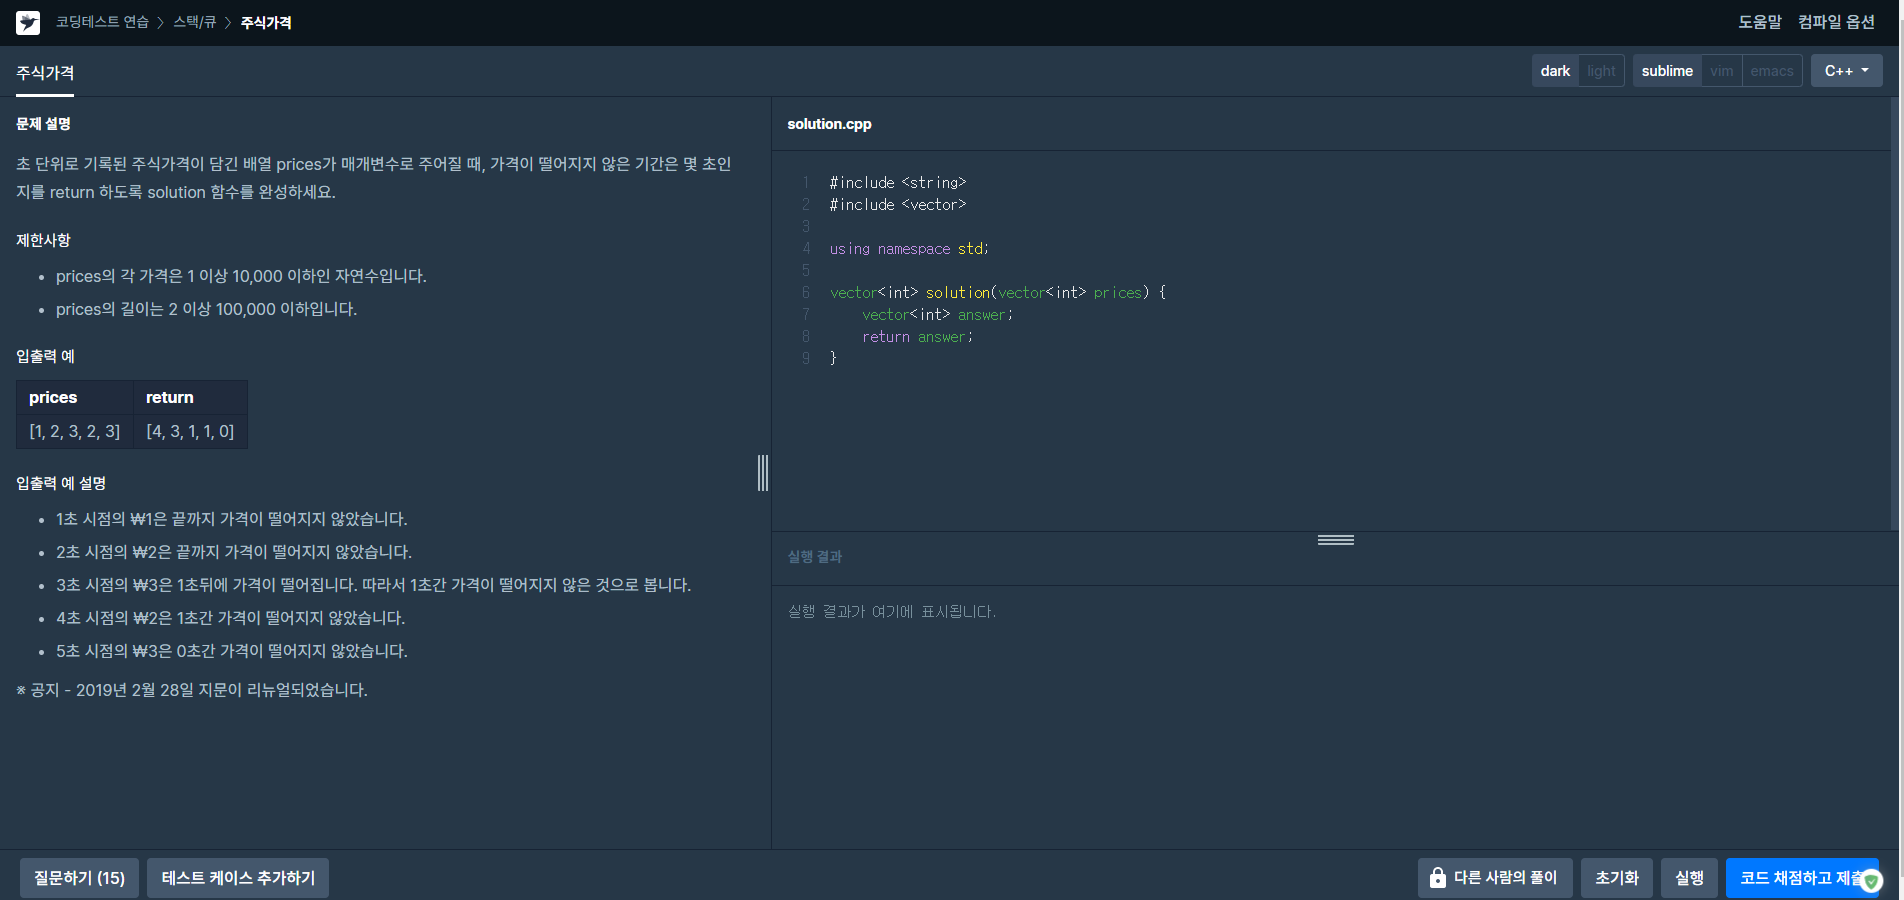 코딩테스트 연습 > 스택/큐 > 주식가격
도움말 컴파일 옵션
주식가격
dark light sublime vim emacs C++
문제 설명
초 단위로 기록된 주식가격이 담긴 배열 prices가 매개변수로 주어질 때, 가격이 떨어지지 않은 기간은 몇 초인
지를 return 하도록 solution 함수를 완성하세요.
제한사항
• prices의 각 가격은 1 이상 10,000 이하인 자연수입니다.
• prices의 길이는 2 이상 100,000 이하입니다.
입출력 예
prices return
[1, 2, 3, 2, 3] [4, 3, 1, 1, 0]
입출력 예 설명
• 1초 시점의 ₩1은 끝까지 가격이 떨어지지 않았습니다.
• 2초 시점의 ₩2은 끝까지 가격이 떨어지지 않았습니다.
• 3초 시점의 ₩3은 1초뒤에 가격이 떨어집니다. 따라서 1초간 가격이 떨어지지 않은 것으로 봅니다.
• 4초 시점의 ₩2은 1초간 가격이 떨어지지 않았습니다.
• 5초 시점의 ₩3은 0초간 가격이 떨어지지 않았습니다.
※ 공지 - 2019년 2월 28일 지문이 리뉴얼되었습니다.
solution.cpp
1 #include <string>
2 #include <vector>
3
4 using namespace std;
5
6 vector<int> solution(vector<int> prices) {
7     vector<int> answer;
8     return answer;
9 }
실행 결과
실행 결과가 여기에 표시됩니다.
질문하기 (15) 테스트 케이스 추가하기
다른 사람의 풀이 초기화 실행 코드 채점하고 제출